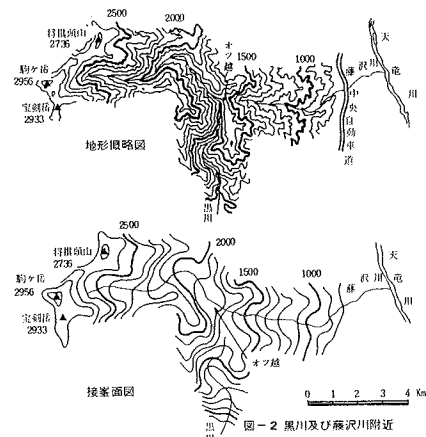 2500
2000
将棋頭山
2736
駒ケ岳
2956
宝剣岳
2933
オツ越
1500
1000
藤沢川
天竜川
中央自動車道
地形概略図
黒川
2500
2000
将棋頭山
2736
駒ケ岳
2956
宝剣岳
2933
1500
1000
藤沢川
天竜川
オツ越
接峯面図
黒川
0 1 2 3 4 Km
図-2 黒川及び藤沢川附近